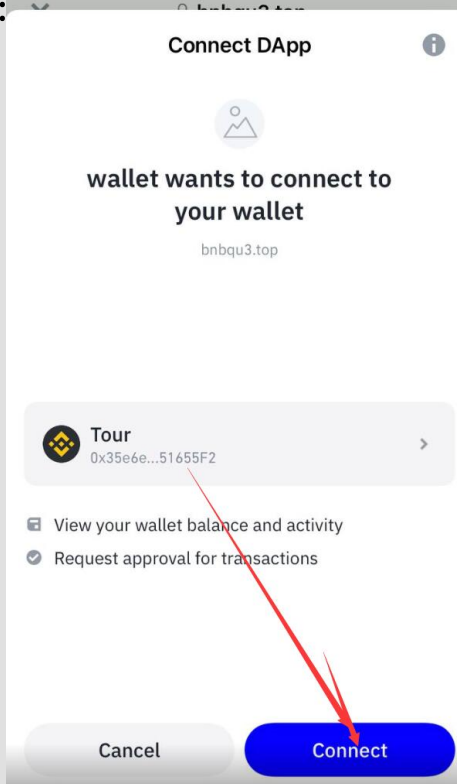 Connect DApp
wallet wants to connect to
your wallet
bnbqu3.top
Tour
0x35e6e...51655F2
View your wallet balance and activity
Request approval for transactions
Cancel
Connect